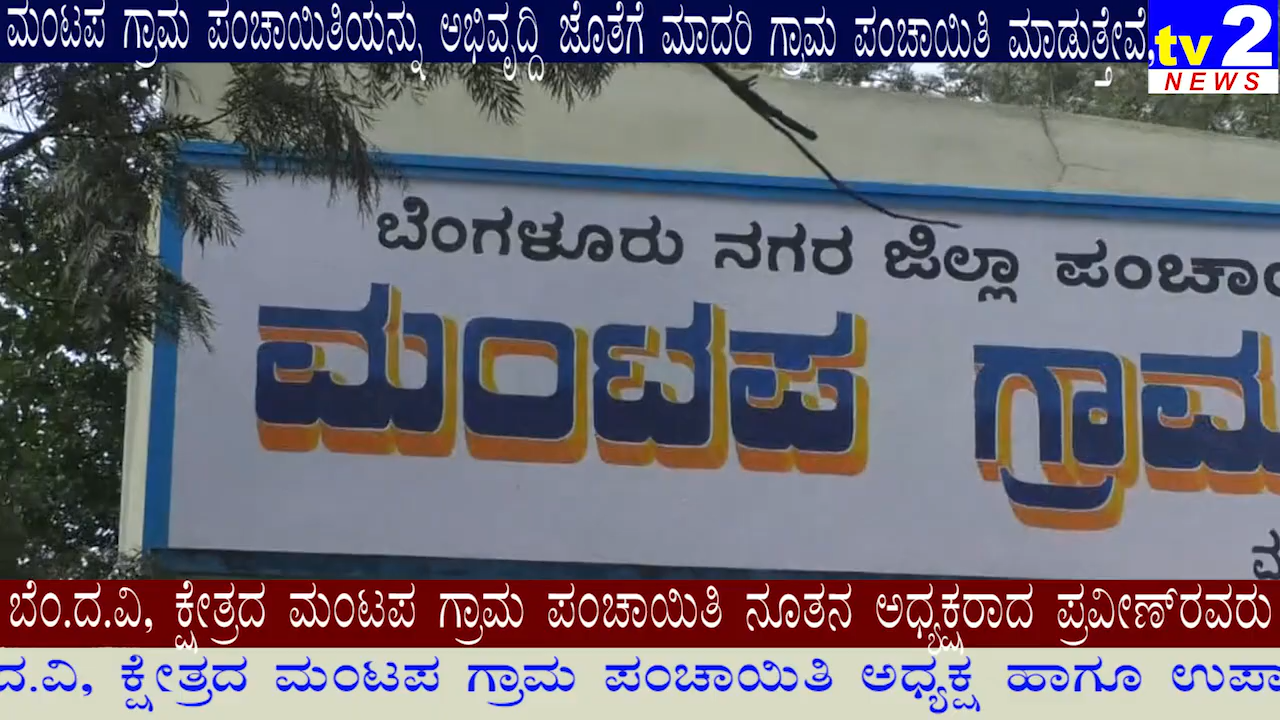 ಮಂಟಪ ಗ್ರಾಮ ಪಂಚಾಯಿತಿಯನ್ನು ಅಭಿವೃದ್ದಿ ಜೊತೆಗೆ ಮಾದರಿ ಗ್ರಾಮ ಪಂಚಾಯಿತಿ ಮಾಡುತ್ತೇವೆ,
tv2
NEWS
ಬೆಂಗಳೂರು ನಗರ ಜಿಲ್ಲಾ ಪಂಚಾಯ
ಮಂಟಪ ಗ್ರಾಮ
ಬೆಂ.ದ.ವಿ, ಕ್ಷೇತ್ರದ ಮಂಟಪ ಗ್ರಾಮ ಪಂಚಾಯಿತಿ ನೂತನ ಅಧ್ಯಕ್ಷರಾದ ಪ್ರವೀಣ್‌ರವರು
ದ.ವಿ, ಕ್ಷೇತ್ರದ ಮಂಟಪ ಗ್ರಾಮ ಪಂಚಾಯಿತಿ ಅಧ್ಯಕ್ಷ ಹಾಗೂ ಉಪಾ